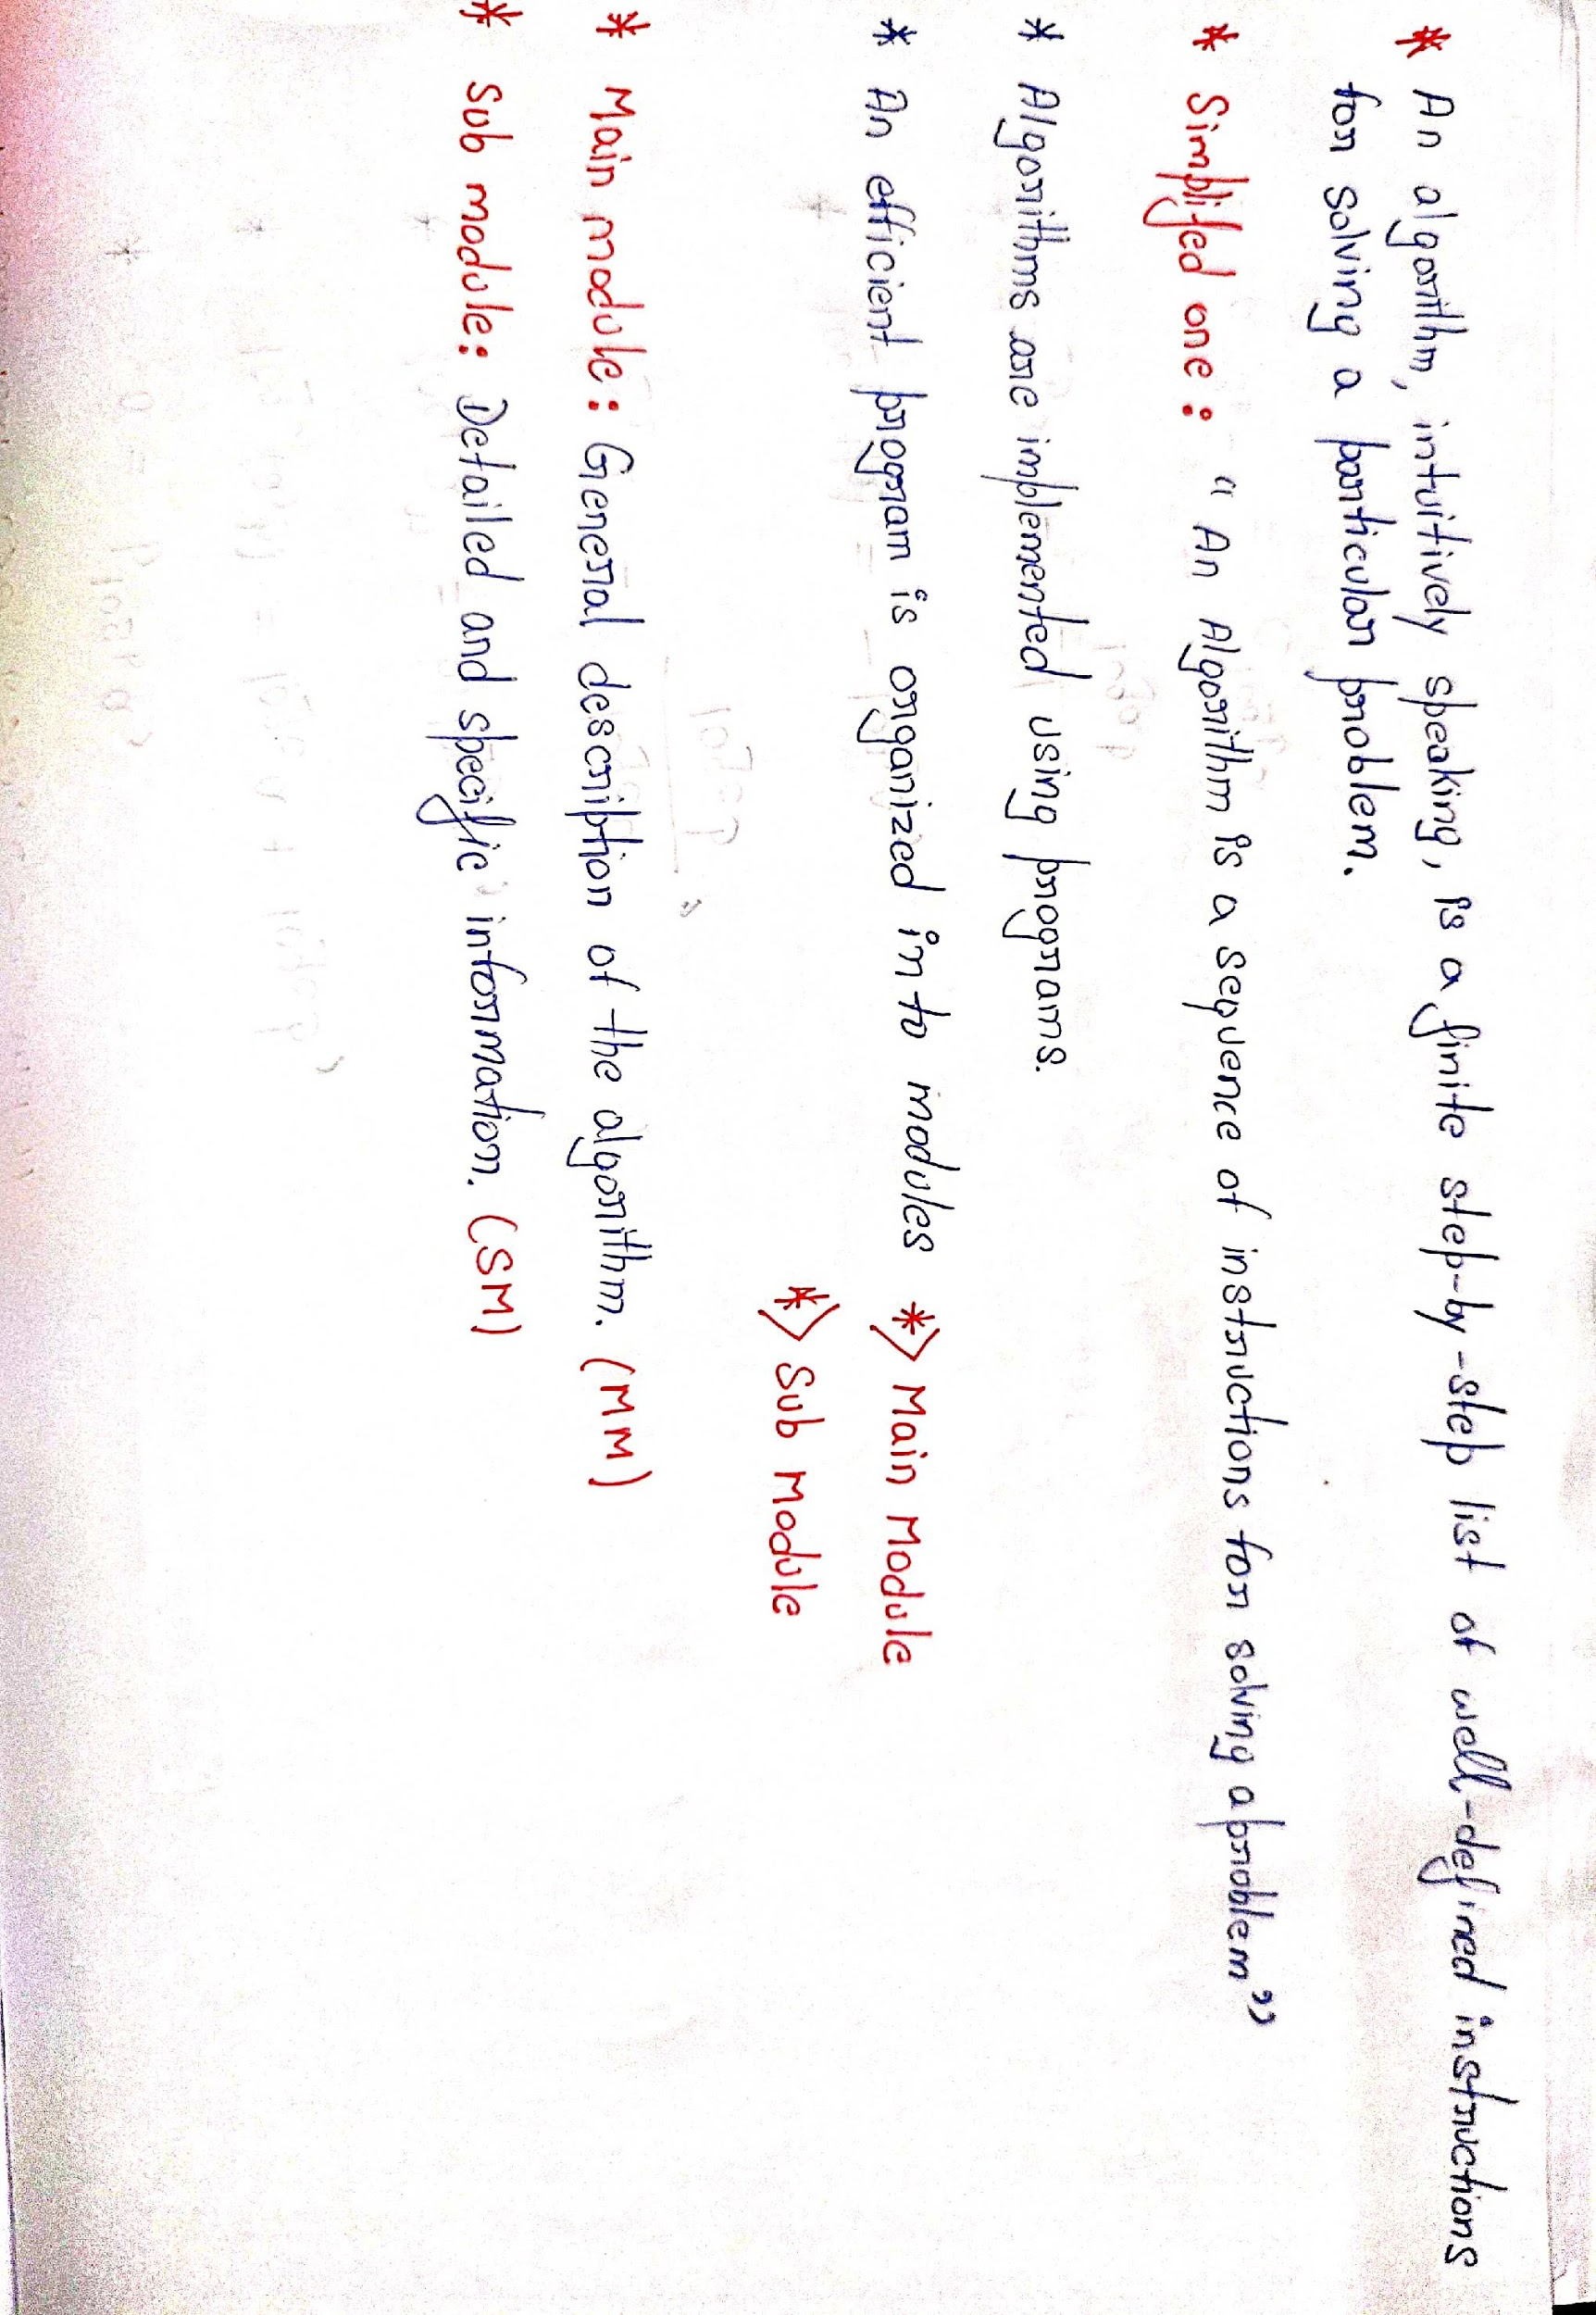 * An algorithm, intuitively speaking, is a finite step-by-step list of well-defined instructions
for solving a particular problem.
* Simplifed one : “ An Algorithm is a sequence of instructions for solving a problem”
* Algorithms are implemented using programs.
* An efficient program is organized in to modules *> Main Module
*> Sub Module
* Main module : General description of the algorithm. (MM)
* Sub module : Detailed and specific information. (SM)